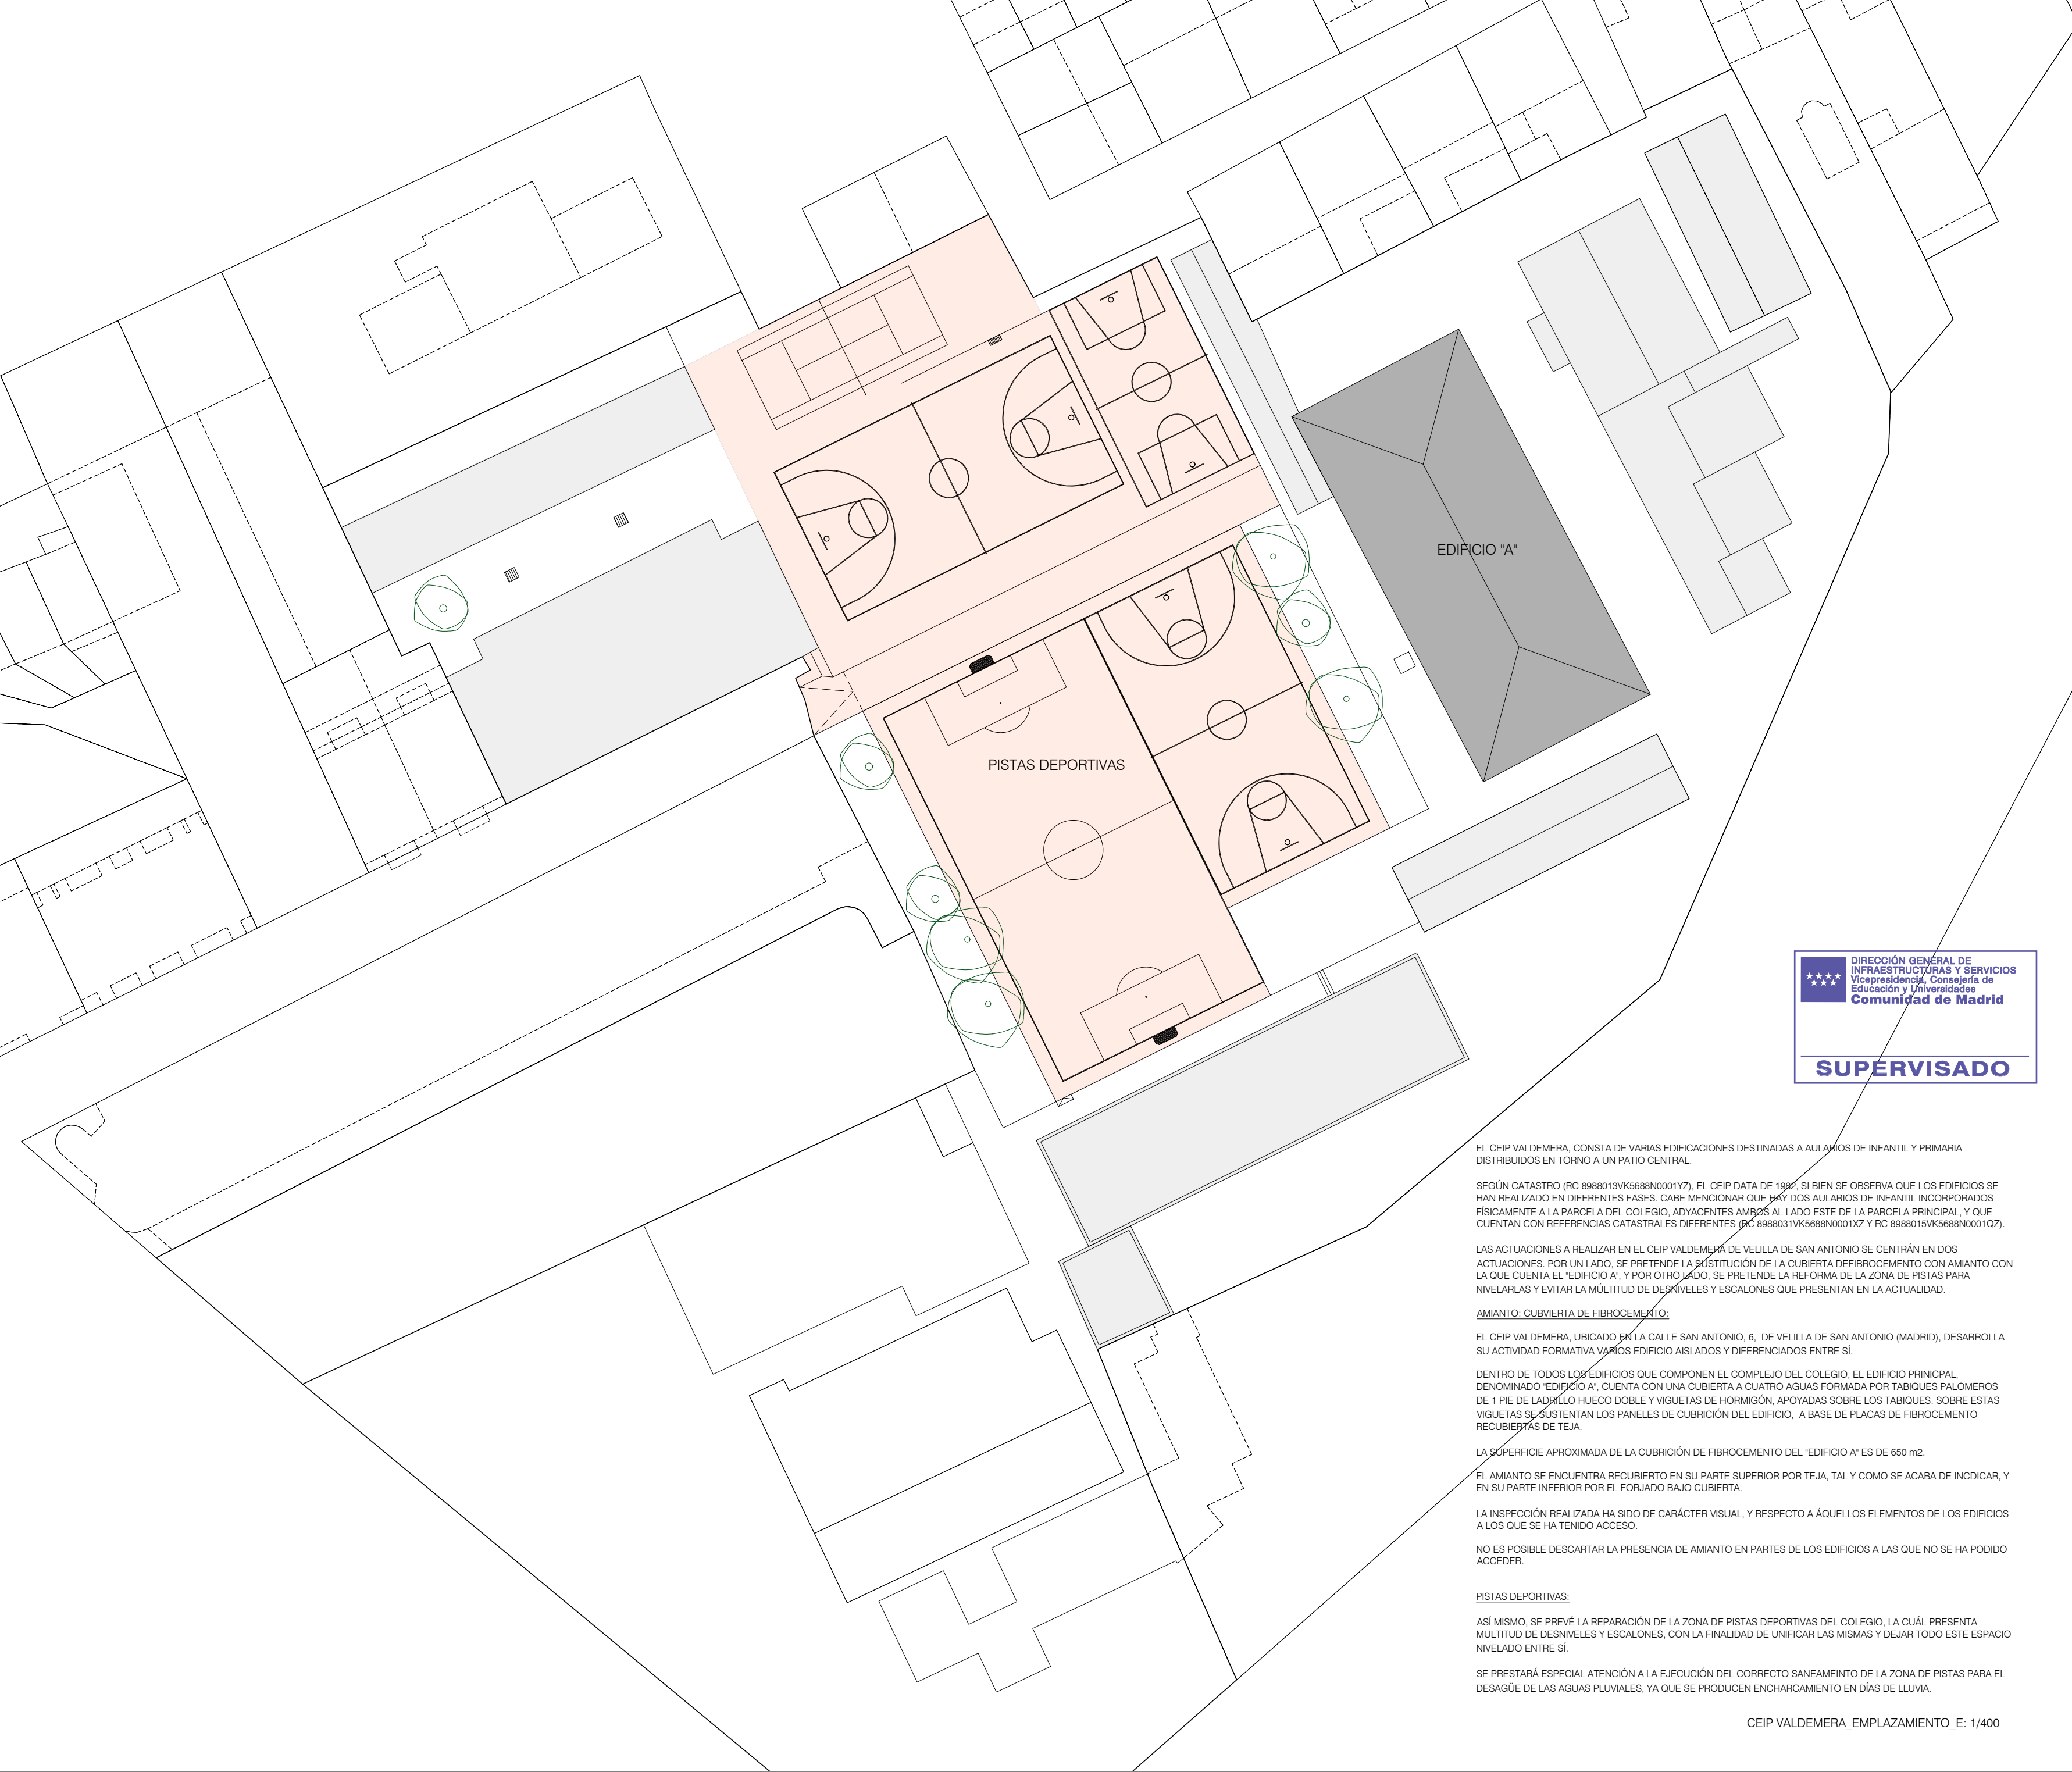 EDIFICIO "A"
PISTAS DEPORTIVAS
DIRECCIÓN GENERAL DE
INFRAESTRUCTURAS Y SERVICIOS
Vicepresidencia, Consejería de
Educación y Universidades
Comunidad de Madrid
SUPERVISADO
EL CEIP VALDEMERA, CONSTA DE VARIAS EDIFICACIONES DESTINADAS A AULARIOS DE INFANTIL Y PRIMARIA
DISTRIBUIDOS EN TORNO A UN PATIO CENTRAL.
SEGÚN CATASTRO (RC 8988013VK5688N0001YZ), EL CEIP DATA DE 1982, SI BIEN SE OBSERVA QUE LOS EDIFICIOS SE
HAN REALIZADO EN DIFERENTES FASES. CABE MENCIONAR QUE HAY DOS AULARIOS DE INFANTIL INCORPORADOS
FÍSICAMENTE A LA PARCELA DEL COLEGIO, ADYACENTES AMBOS AL LADO ESTE DE LA PARCELA PRINCIPAL, Y QUE
CUENTAN CON REFERENCIAS CATASTRALES DIFERENTES (RC 8988031VK5688N0001XZ Y RC 8988015VK5688N0001QZ).
LAS ACTUACIONES A REALIZAR EN EL CEIP VALDEMERA DE VELILLA DE SAN ANTONIO SE CENTRÁN EN DOS
ACTUACIONES. POR UN LADO, SE PRETENDE LA SUSTITUCIÓN DE LA CUBIERTA DEFIBROCEMENTO CON AMIANTO CON
LA QUE CUENTA EL "EDIFICIO A", Y POR OTRO LADO, SE PRETENDE LA REFORMA DE LA ZONA DE PISTAS PARA
NIVELARLAS Y EVITAR LA MÚLTITUD DE DESNIVELES Y ESCALONES QUE PRESENTAN EN LA ACTUALIDAD.
AMIANTO: CUBVIERTA DE FIBROCEMENTO:
EL CEIP VALDEMERA, UBICADO EN LA CALLE SAN ANTONIO, 6, DE VELILLA DE SAN ANTONIO (MADRID), DESARROLLA
SU ACTIVIDAD FORMATIVA VARIOS EDIFICIO AISLADOS Y DIFERENCIADOS ENTRE SÍ.
DENTRO DE TODOS LOS EDIFICIOS QUE COMPONEN EL COMPLEJO DEL COLEGIO, EL EDIFICIO PRINICPAL,
DENOMINADO "EDIFICIO A", CUENTA CON UNA CUBIERTA A CUATRO AGUAS FORMADA POR TABIQUES PALOMEROS
DE 1 PIE DE LADRILLO HUECO DOBLE Y VIGUETAS DE HORMIGÓN, APOYADAS SOBRE LOS TABIQUES. SOBRE ESTAS
VIGUETAS SE SUSTENTAN LOS PANELES DE CUBRICIÓN DEL EDIFICIO, A BASE DE PLACAS DE FIBROCEMENTO
RECUBIERTAS DE TEJA.
LA SUPERFICIE APROXIMADA DE LA CUBRICIÓN DE FIBROCEMENTO DEL "EDIFICIO A" ES DE 650 m2.
EL AMIANTO SE ENCUENTRA RECUBIERTO EN SU PARTE SUPERIOR POR TEJA, TAL Y COMO SE ACABA DE INCDICAR, Y
EN SU PARTE INFERIOR POR EL FORJADO BAJO CUBIERTA.
LA INSPECCIÓN REALIZADA HA SIDO DE CARÁCTER VISUAL, Y RESPECTO A ÁQUELLOS ELEMENTOS DE LOS EDIFICIOS
A LOS QUE SE HA TENIDO ACCESO.
NO ES POSIBLE DESCARTAR LA PRESENCIA DE AMIANTO EN PARTES DE LOS EDIFICIOS A LAS QUE NO SE HA PODIDO
ACCEDER.
PISTAS DEPORTIVAS:
ASÍ MISMO, SE PREVÉ LA REPARACIÓN DE LA ZONA DE PISTAS DEPORTIVAS DEL COLEGIO, LA CUÁL PRESENTA
MULTITUD DE DESNIVELES Y ESCALONES, CON LA FINALIDAD DE UNIFICAR LAS MISMAS Y DEJAR TODO ESTE ESPACIO
NIVELADO ENTRE SÍ.
SE PRESTARÁ ESPECIAL ATENCIÓN A LA EJECUCIÓN DEL CORRECTO SANEAMEINTO DE LA ZONA DE PISTAS PARA EL
DESAGÜE DE LAS AGUAS PLUVIALES, YA QUE SE PRODUCEN ENCHARCAMIENTO EN DÍAS DE LLUVIA.
CEIP VALDEMERA_EMPLAZAMIENTO_E: 1/400